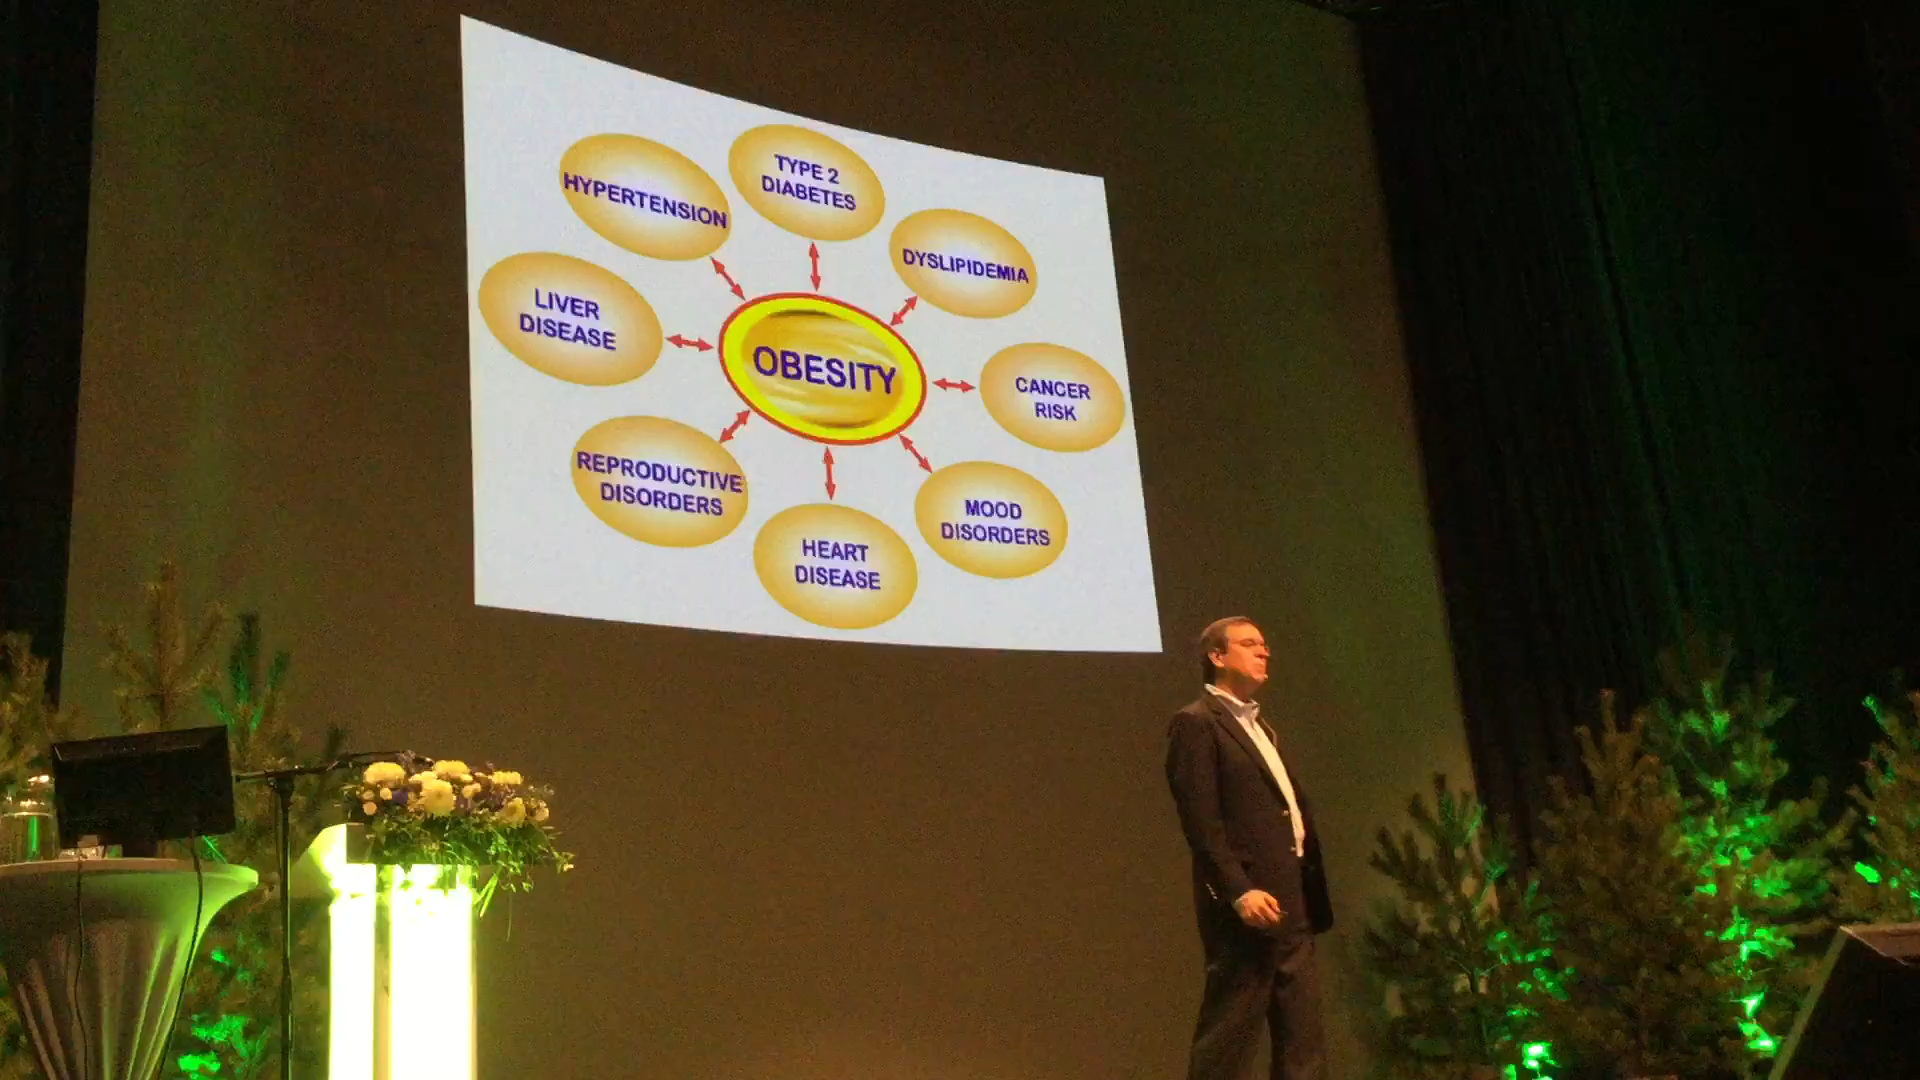 TYPE 2
DIABETES
HYPERTENSION
DYSLIPIDEMIA
LIVER
DISEASE
OBESITY
CANCER
RISK
REPRODUCTIVE
DISORDERS
MOOD
DISORDERS
HEART
DISEASE